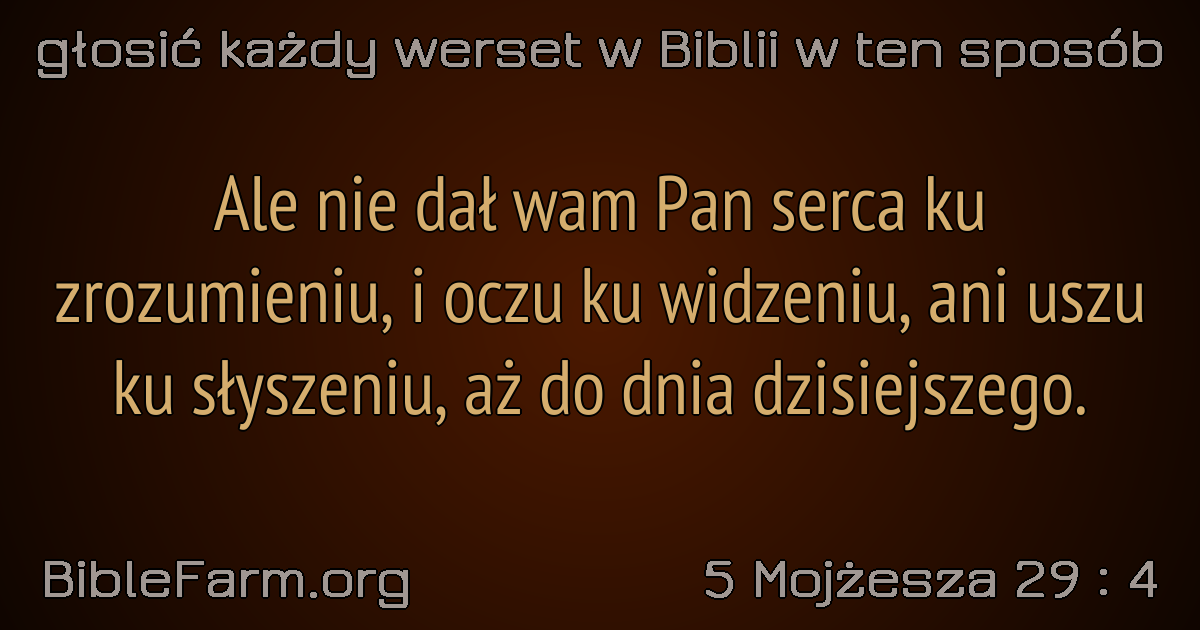 głosić każdy werset w Biblii w ten sposób
Ale nie dał wam Pan serca ku
zrozumieniu, i oczu ku widzeniu, ani uszu
ku słyszeniu, aż do dnia dzisiejszego.
BibleFarm.org
5 Mojżesza 29 : 4